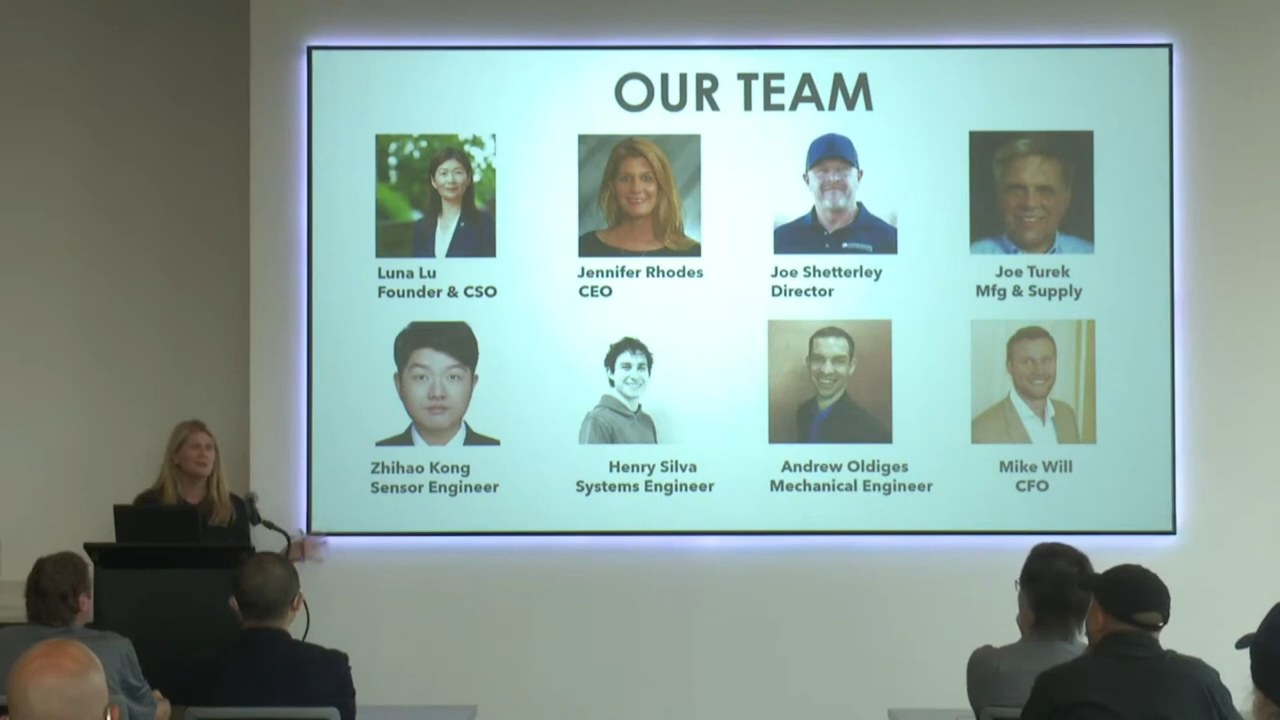 OUR TEAM
Luna Lu
Founder & CSO
Jennifer Rhodes
CEO
Joe Shetterley
Director
Joe Turek
Mfg & Supply
Zhihao Kong
Sensor Engineer
Henry Silva
Systems Engineer
Andrew Oldiges
Mechanical Engineer
Mike Will
CFO